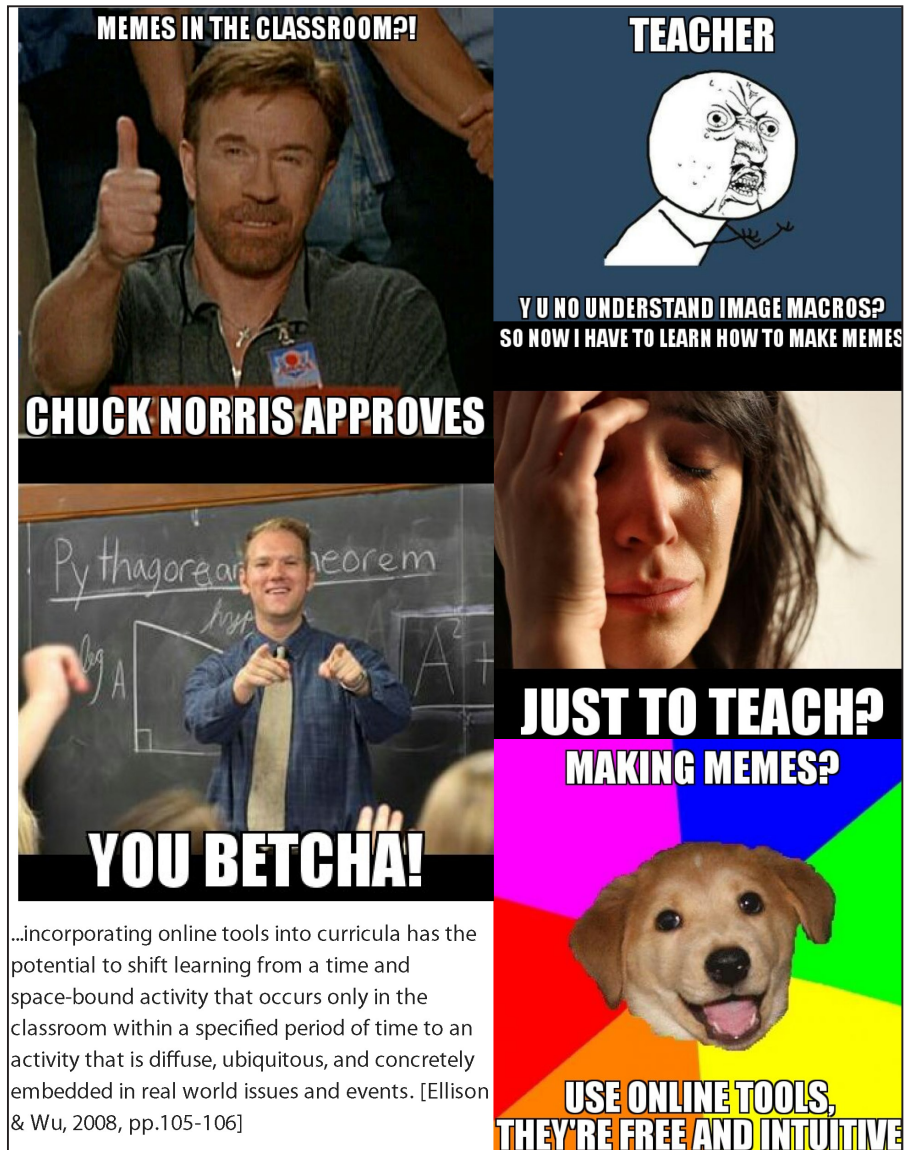 MEMES IN THE CLASSROOM?!
CHUCK NORRIS APPROVES
Pythagorean Theorem
hyp
leg
A
A² +
YOU BETCHA!
...incorporating online tools into curricula has the
potential to shift learning from a time and
space-bound activity that occurs only in the
classroom within a specified period of time to an
activity that is diffuse, ubiquitous, and concretely
embedded in real world issues and events. [Ellison
& Wu, 2008, pp.105-106]
TEACHER
Y U NO UNDERSTAND IMAGE MACROS?
SO NOW I HAVE TO LEARN HOW TO MAKE MEMES
JUST TO TEACH?
MAKING MEMES?
USE ONLINE TOOLS,
THEY'RE FREE AND INTUITIVE